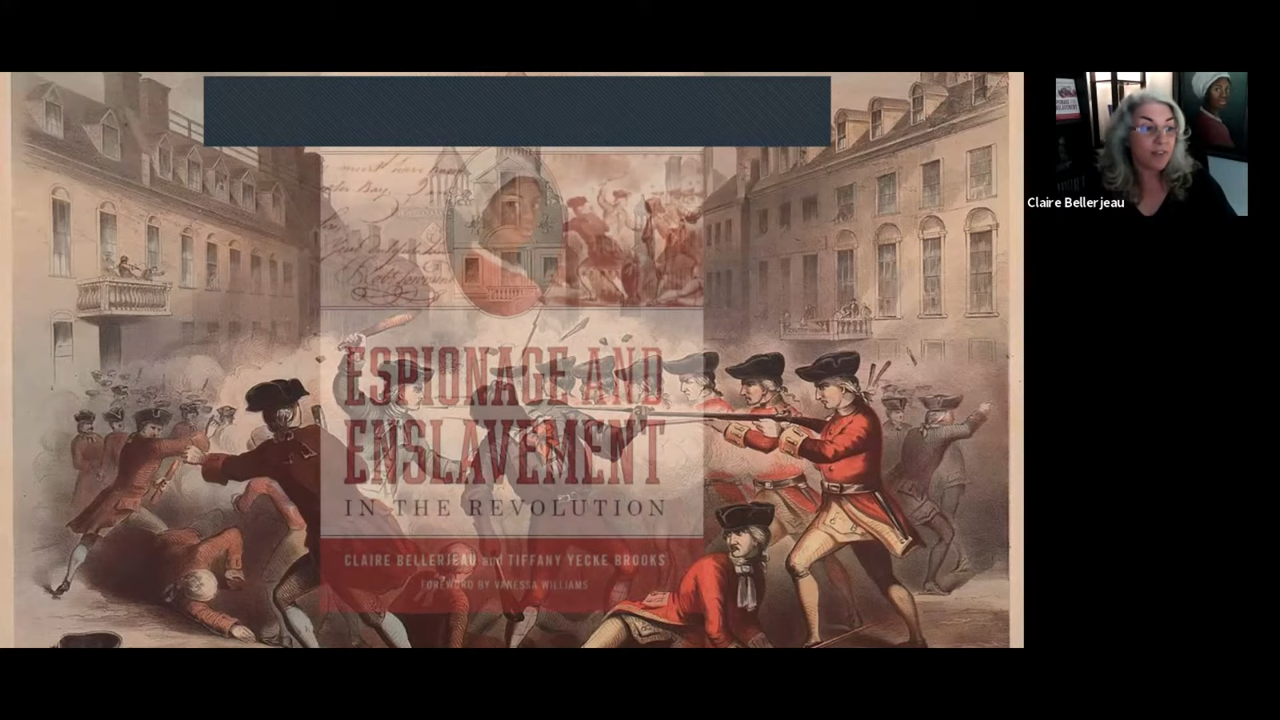 ESPIONAGE AND
ENSLAVEMENT
IN THE REVOLUTION
CLAIRE BELLERJEAU and TIFFANY YECKE BROOKS
FOREWORD BY VANESSA WILLIAMS
Claire Bellerjeau